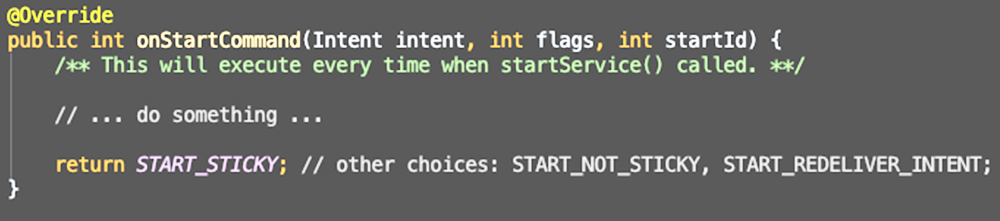 @Override
public int onStartCommand(Intent intent, int flags, int startId) {
/** This will execute every time when startService() called. **/
// ... do something ...
return START_STICKY; // other choices: START_NOT_STICKY, START_REDELIVER_INTENT;
}